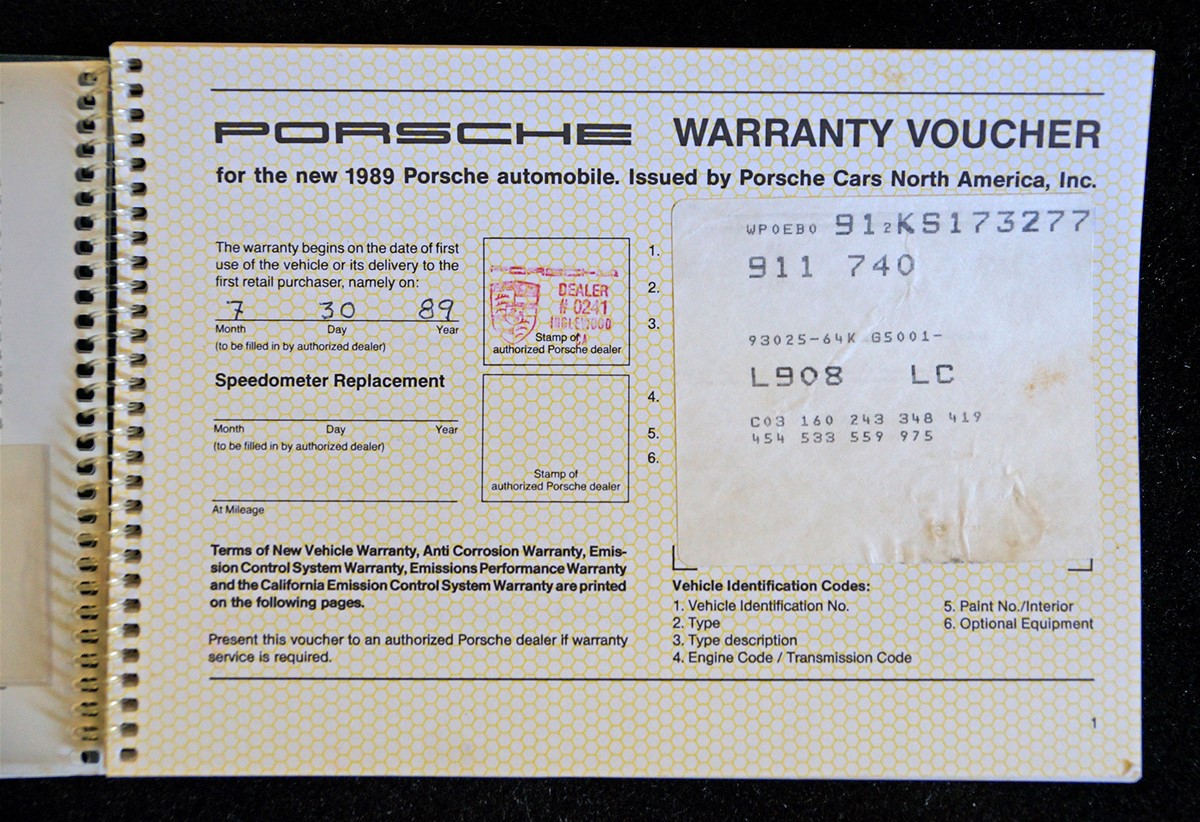 PORSCHE WARRANTY VOUCHER
for the new 1989 Porsche automobile. Issued by Porsche Cars North America, Inc.
The warranty begins on the date of first
use of the vehicle or its delivery to the
first retail purchaser, namely on:
7 30 89
Month Day Year
(to be filled in by authorized dealer)
PORSCHE
DEALER
# 0241
INGLEWOOD
Stamp of
authorized Porsche dealer
Speedometer Replacement
Month Day Year
(to be filled in by authorized dealer)
At Mileage
Stamp of
authorized Porsche dealer
Terms of New Vehicle Warranty, Anti Corrosion Warranty, Emis-
sion Control System Warranty, Emissions Performance Warranty
and the California Emission Control System Warranty are printed
on the following pages.
Present this voucher to an authorized Porsche dealer if warranty
service is required.
1.
2.
3.
4.
5.
6.
WP0EB0 912KS173277
911 740
93025-64K G5001-
L908 LC
C03 160 243 348 419
454 533 559 975
Vehicle Identification Codes:
1. Vehicle Identification No.
2. Type
3. Type description
4. Engine Code / Transmission Code
5. Paint No./Interior
6. Optional Equipment
1